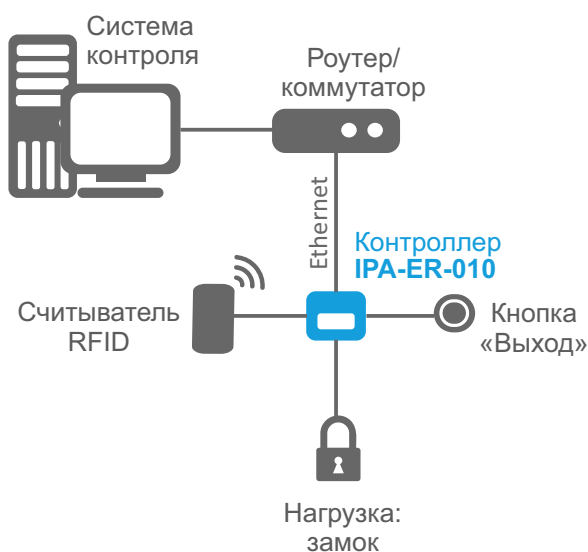 Система
контроля
Роутер/
коммутатор
Ethernet
Контроллер
IPA-ER-010
Считыватель
RFID
Кнопка
«Выход»
Нагрузка:
замок